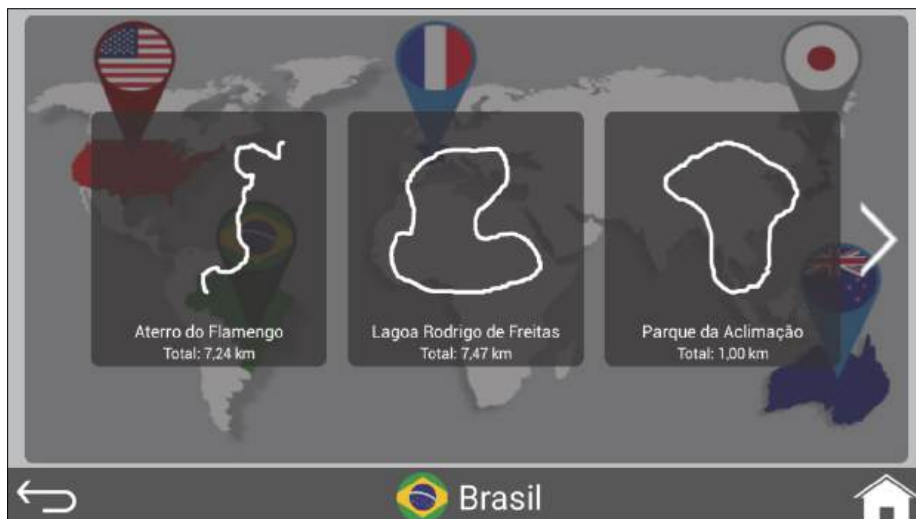 Aterro do Flamengo
Total: 7,24 km
Lagoa Rodrigo de Freitas
Total: 7,47 km
Parque da Aclimação
Total: 1,00 km
Brasil